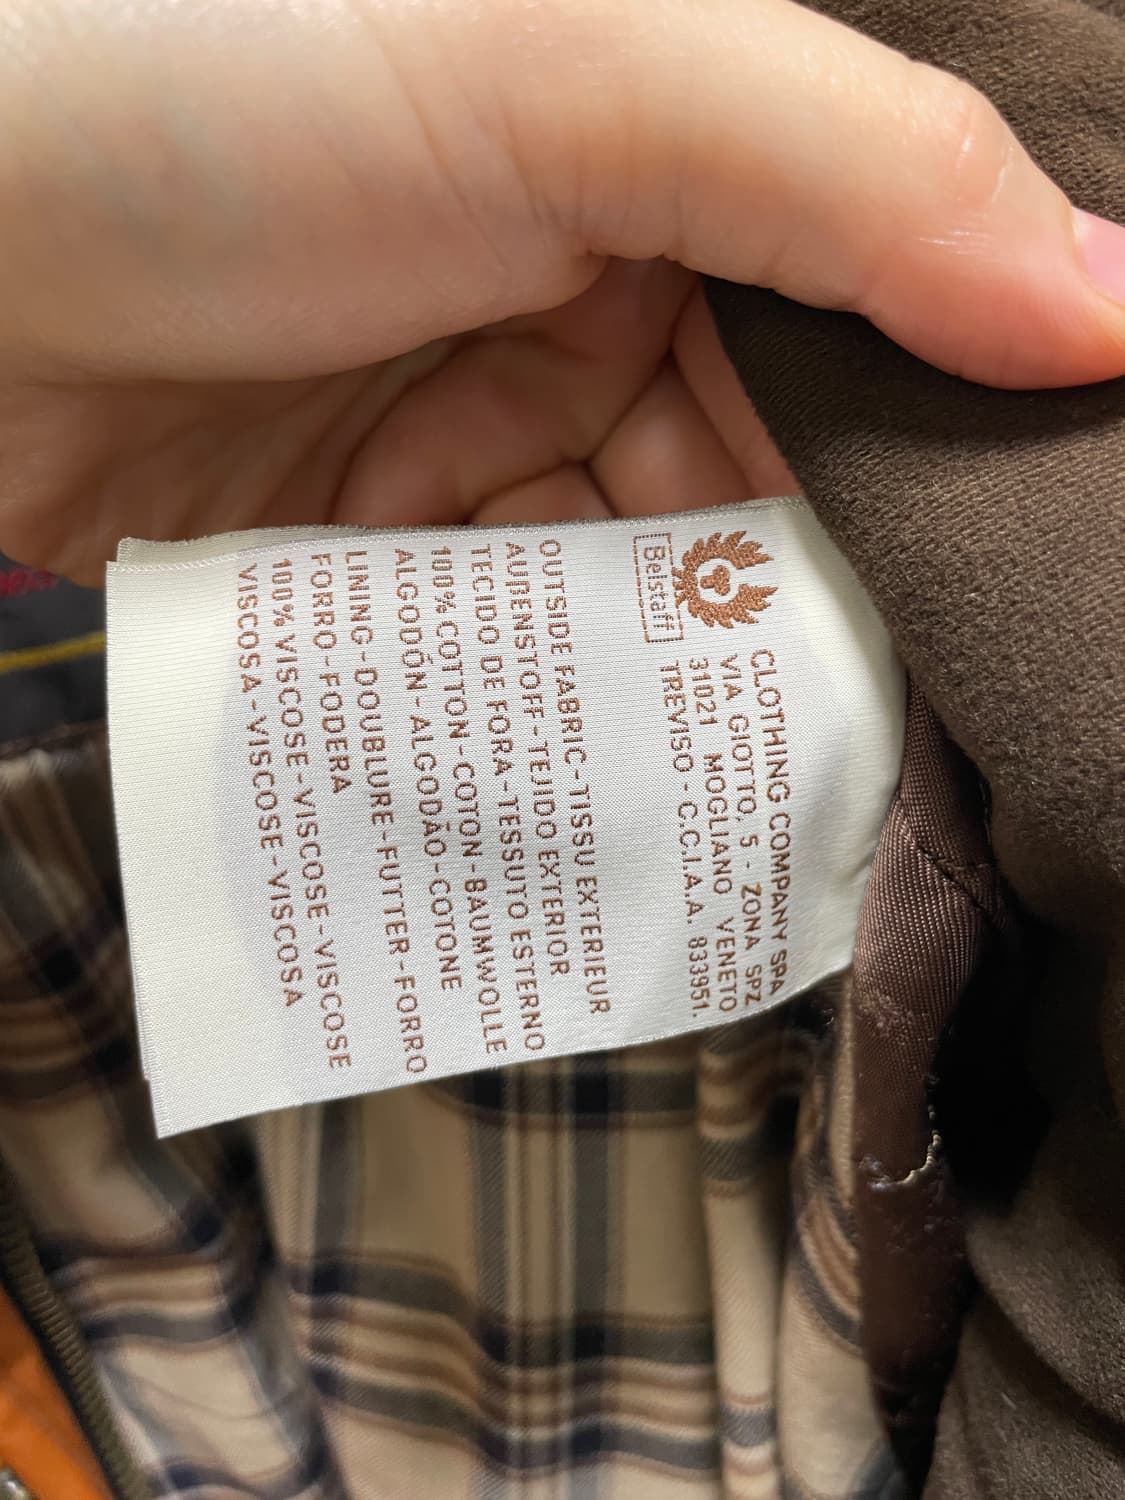 Belstaff
CLOTHING COMPANY SPA
VIA GIOTTO, 5 - ZONA SPZ
31021 MOGLIANO VENETO
TREVISO - C.C.I.A.A. 833951.
OUTSIDE FABRIC-TISSU EXTERIEUR
AUßENSTOFF-TEJIDO EXTERIOR
TECIDO DE FORA-TESSUTO ESTERNO
100% COTTON-COTON-BAUMWOLLE
ALGODÓN-ALGODÃO-COTONE
LINING-DOUBLURE-FUTTER-FORRO
FORRO-FODERA
100% VISCOSE-VISCOSE-VISCOSE
VISCOSA-VISCOSE-VISCOSA